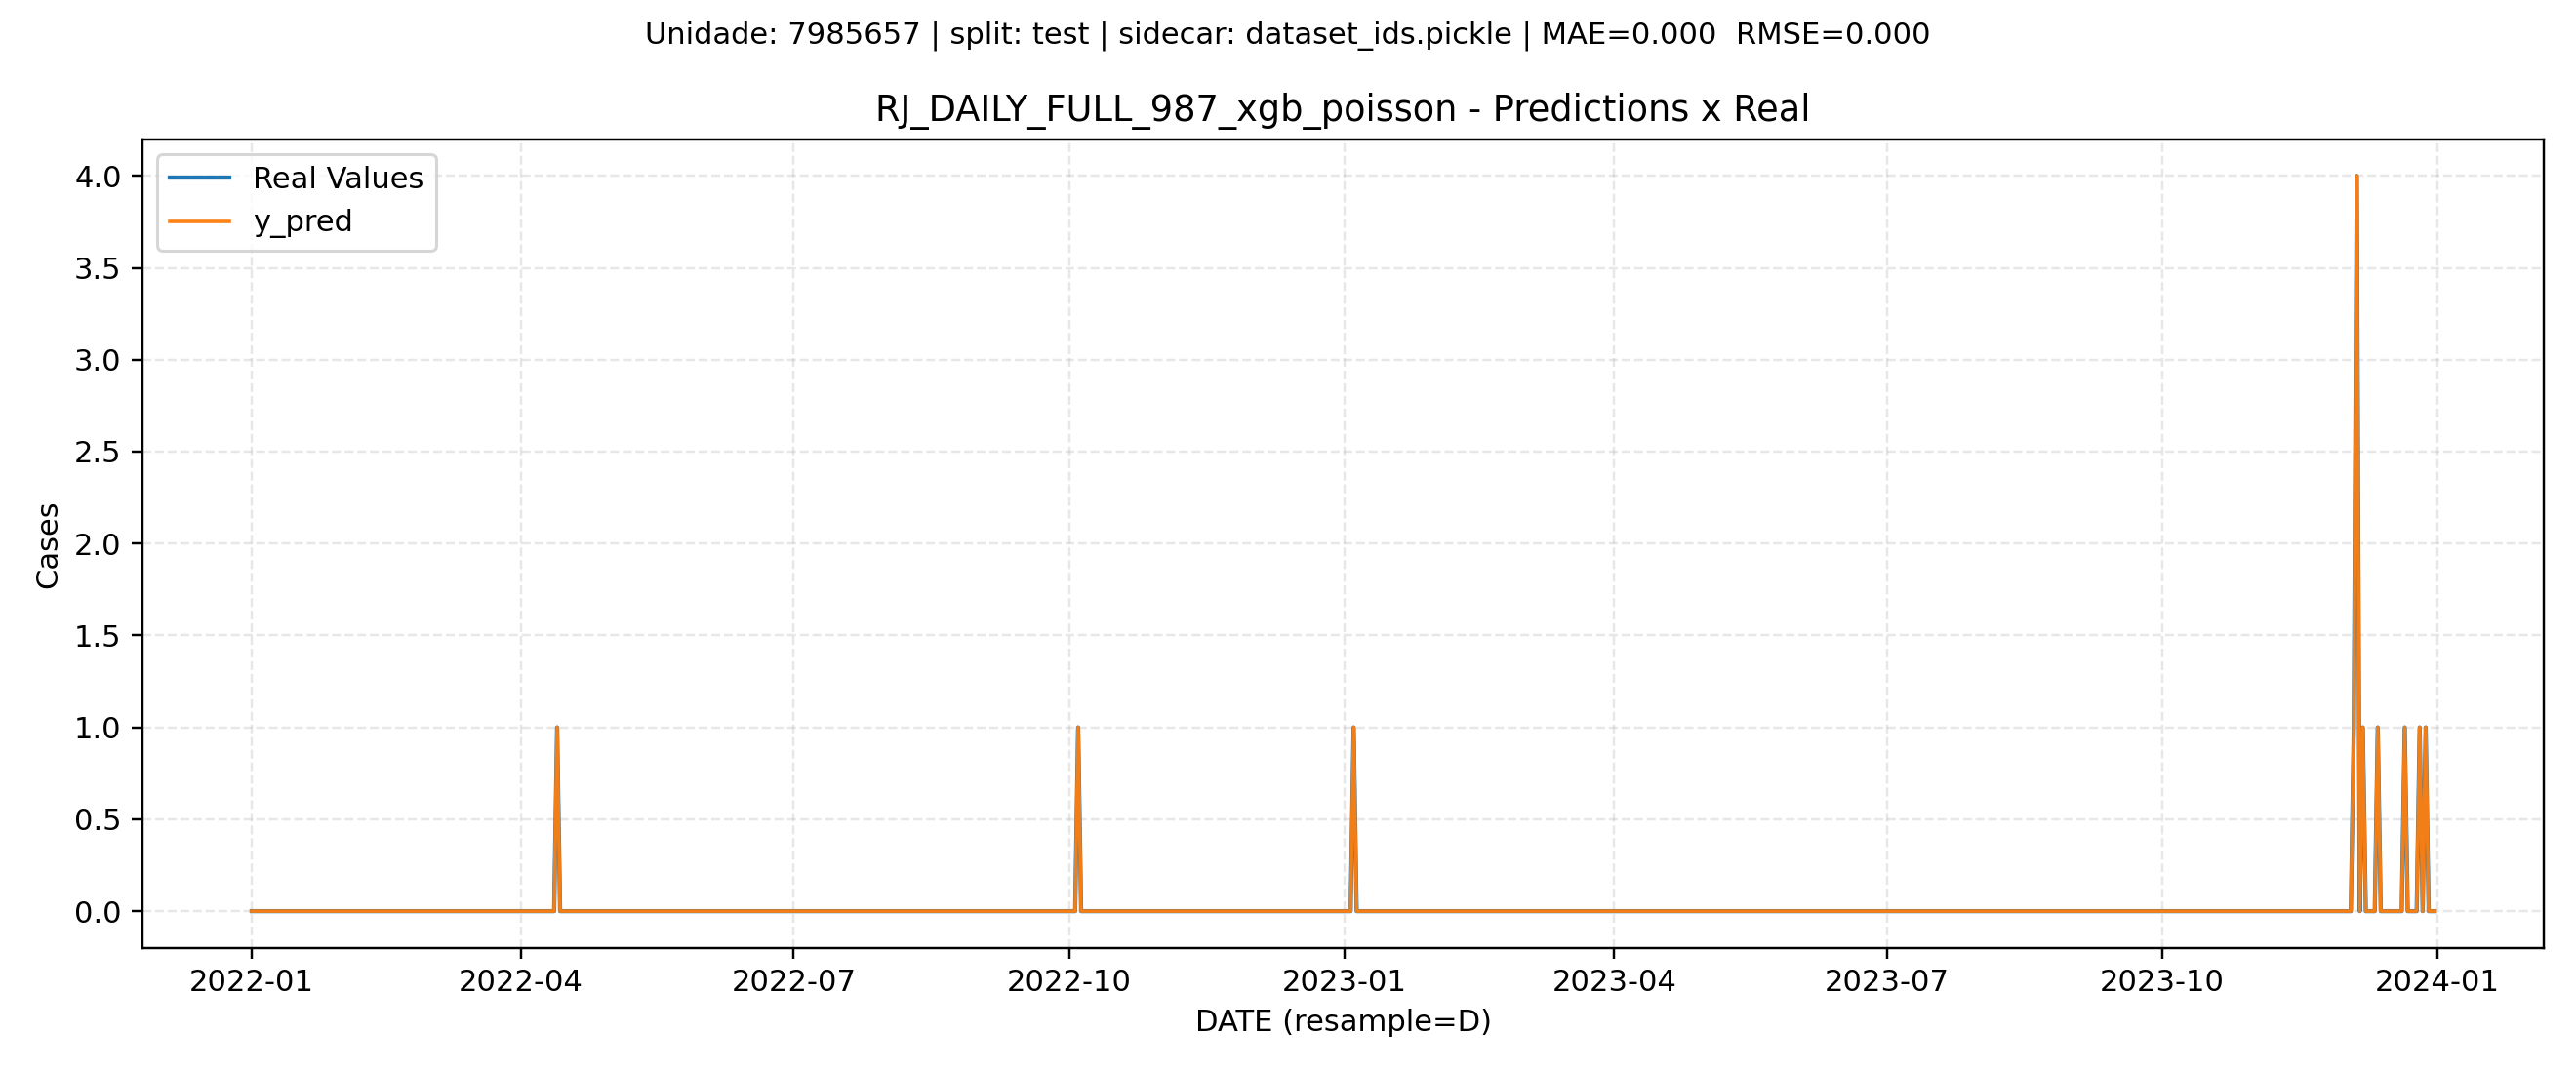 Unidade: 7985657 | split: test | sidecar: dataset_ids.pickle | MAE=0.000  RMSE=0.000
RJ_DAILY_FULL_987_xgb_poisson - Predictions x Real
Real Values
y_pred
4.0
3.5
3.0
2.5
2.0
1.5
1.0
0.5
0.0
Cases
2022-01 2022-04 2022-07 2022-10 2023-01 2023-04 2023-07 2023-10 2024-01
DATE (resample=D)